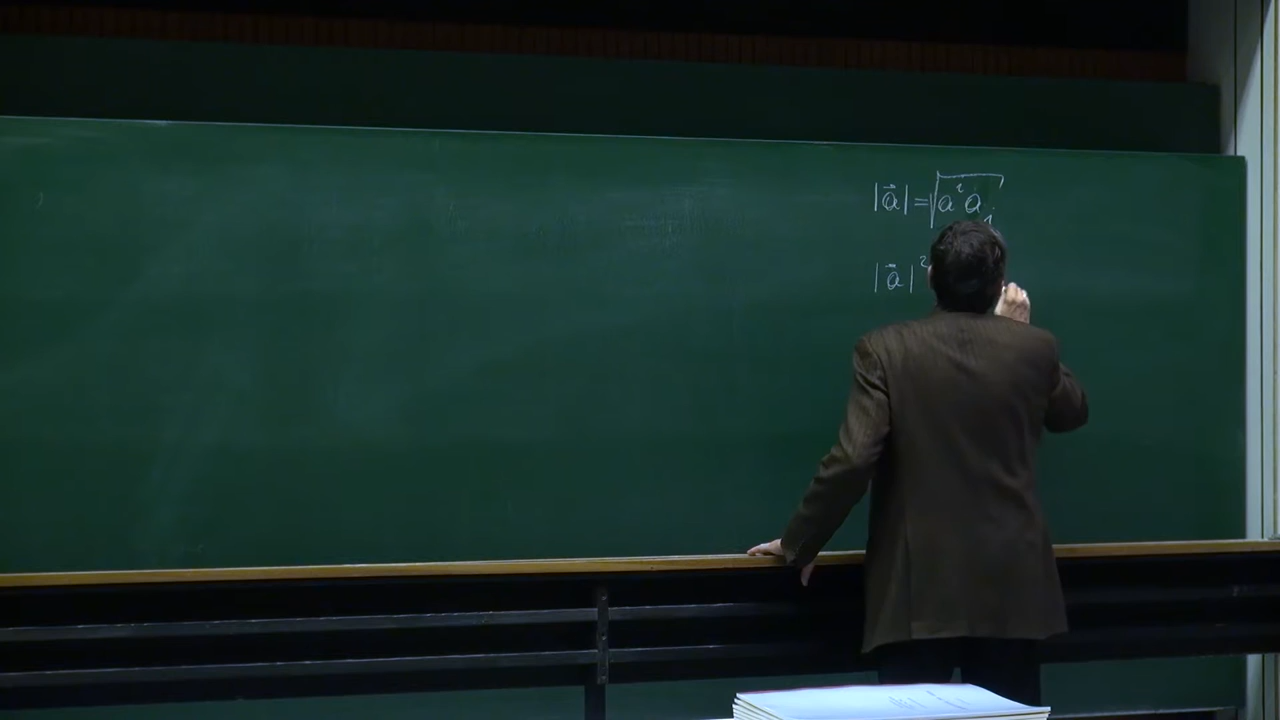 |a⃗| = √a^i a_i
|a⃗|²